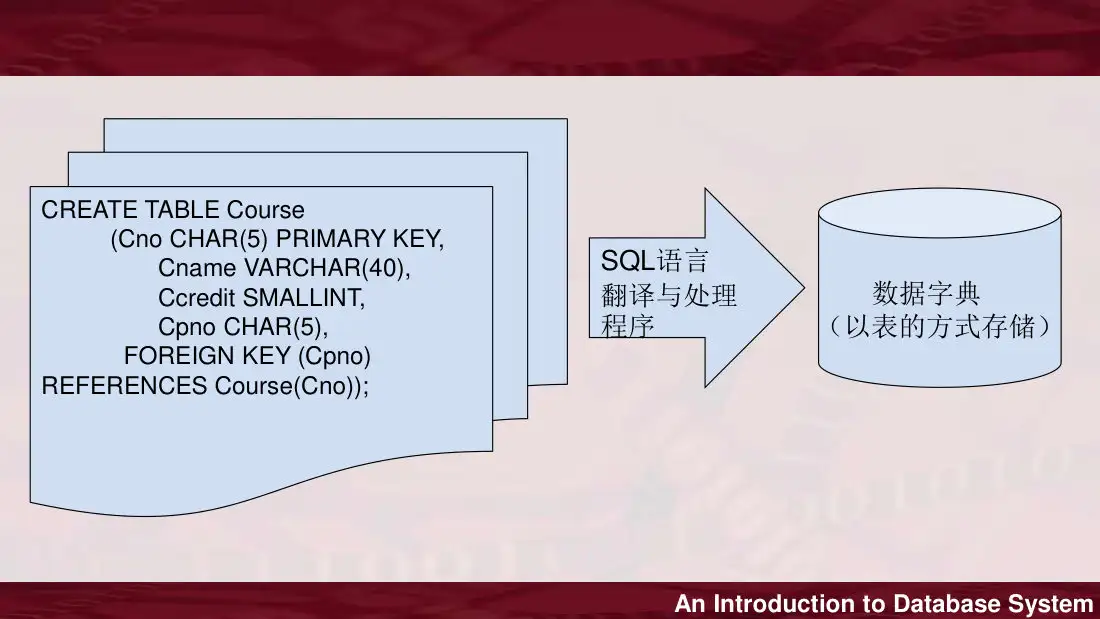 CREATE TABLE Course
(Cno CHAR(5) PRIMARY KEY,
Cname VARCHAR(40),
Ccredit SMALLINT,
Cpno CHAR(5),
FOREIGN KEY (Cpno)
REFERENCES Course(Cno));
SQL语言
翻译与处理
程序
数据字典
（以表的方式存储）
An Introduction to Database System